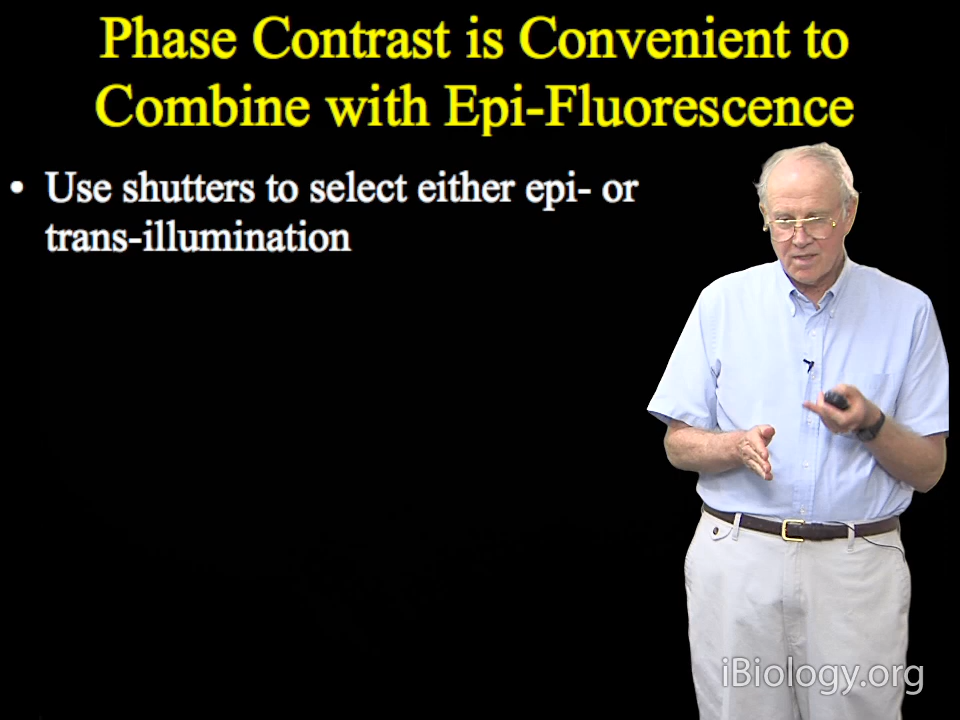 Phase Contrast is Convenient to
Combine with Epi-Fluorescence
• Use shutters to select either epi- or
trans-illumination
iBiology.org